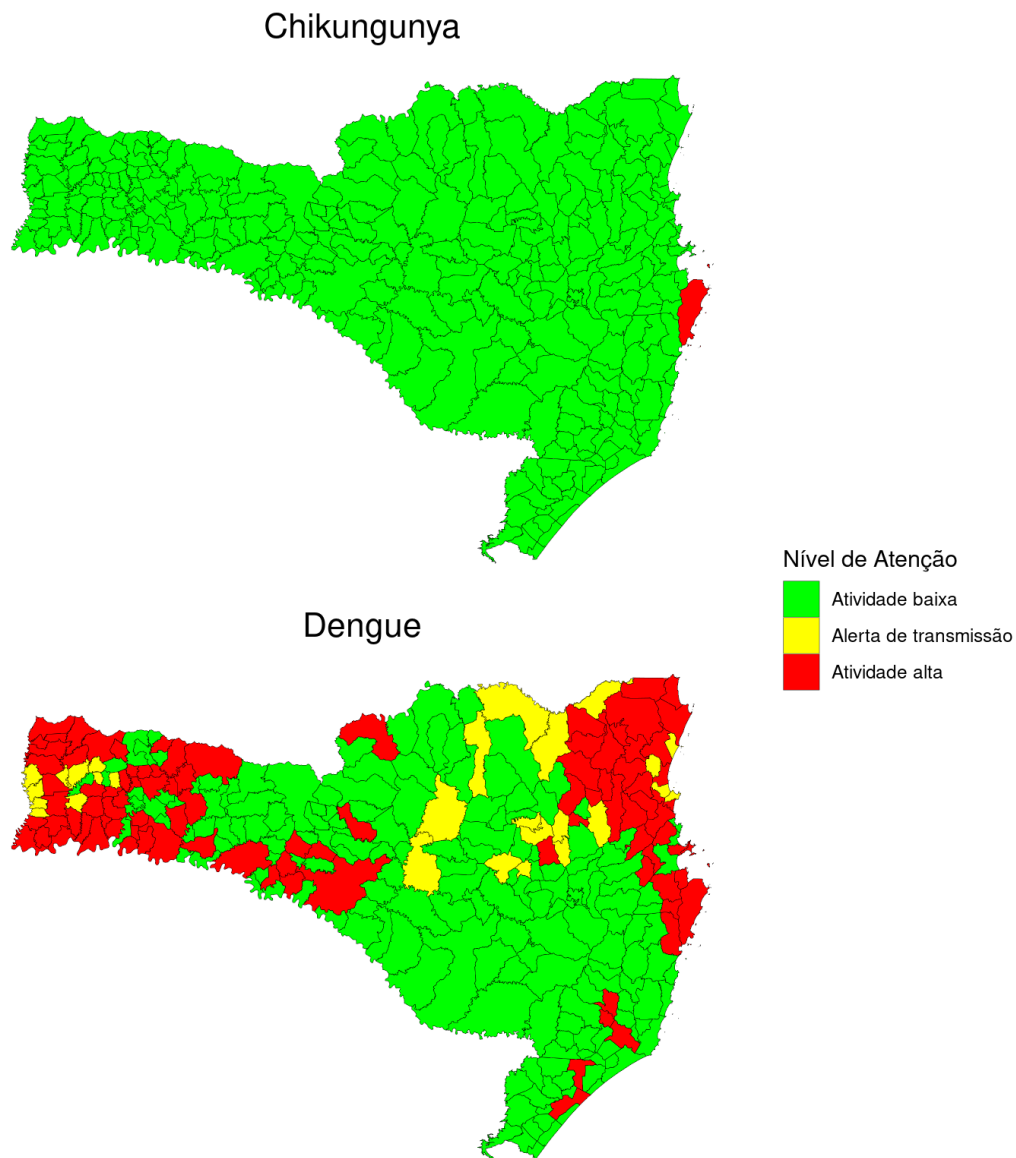 Chikungunya
Nível de Atenção
Atividade baixa
Alerta de transmissão
Atividade alta
Dengue